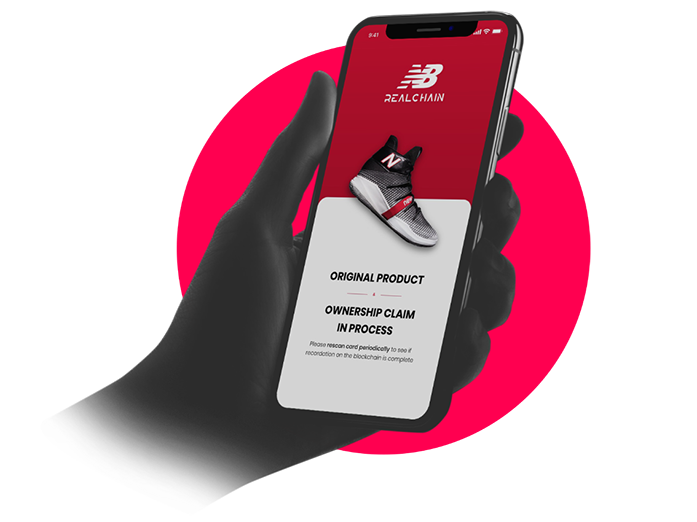 9:41
NB
REALCHAIN
N
ORIGINAL PRODUCT
&
OWNERSHIP CLAIM
IN PROCESS
Please rescan card periodically to see if
recordation on the blockchain is complete